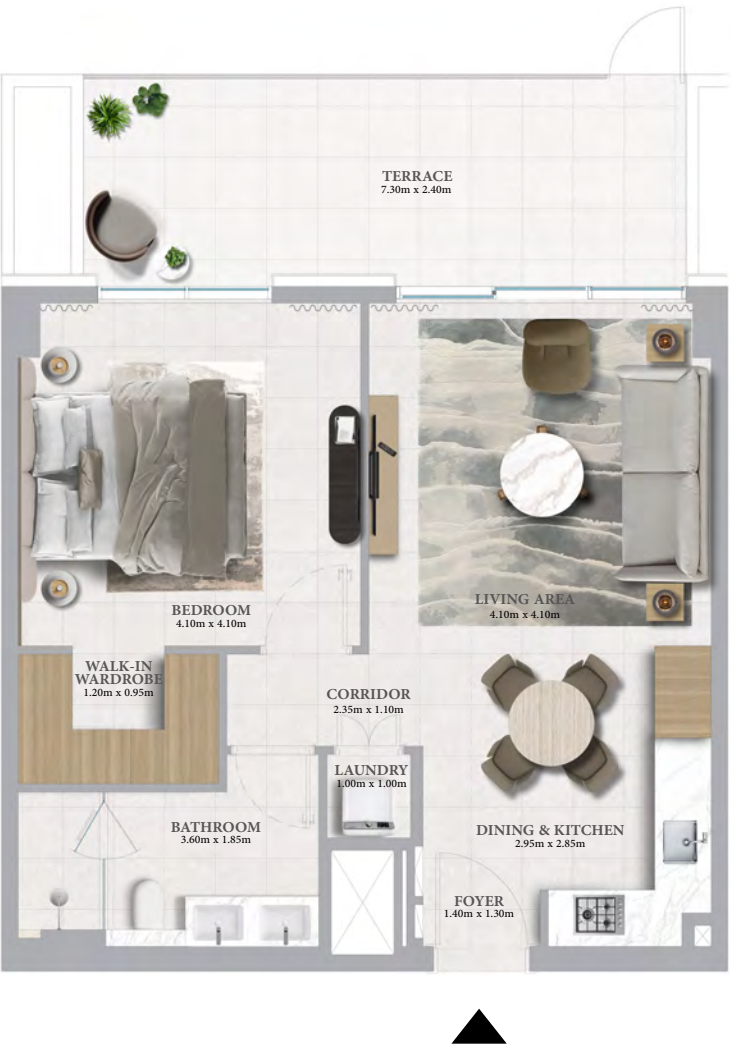 TERRACE
7.30m x 2.40m
BEDROOM
4.10m x 4.10m
LIVING AREA
4.10m x 4.10m
WALK-IN
WARDROBE
1.20m x 0.95m
CORRIDOR
2.35m x 1.10m
LAUNDRY
1.00m x 1.00m
BATHROOM
3.60m x 1.85m
DINING & KITCHEN
2.95m x 2.85m
FOYER
1.40m x 1.30m